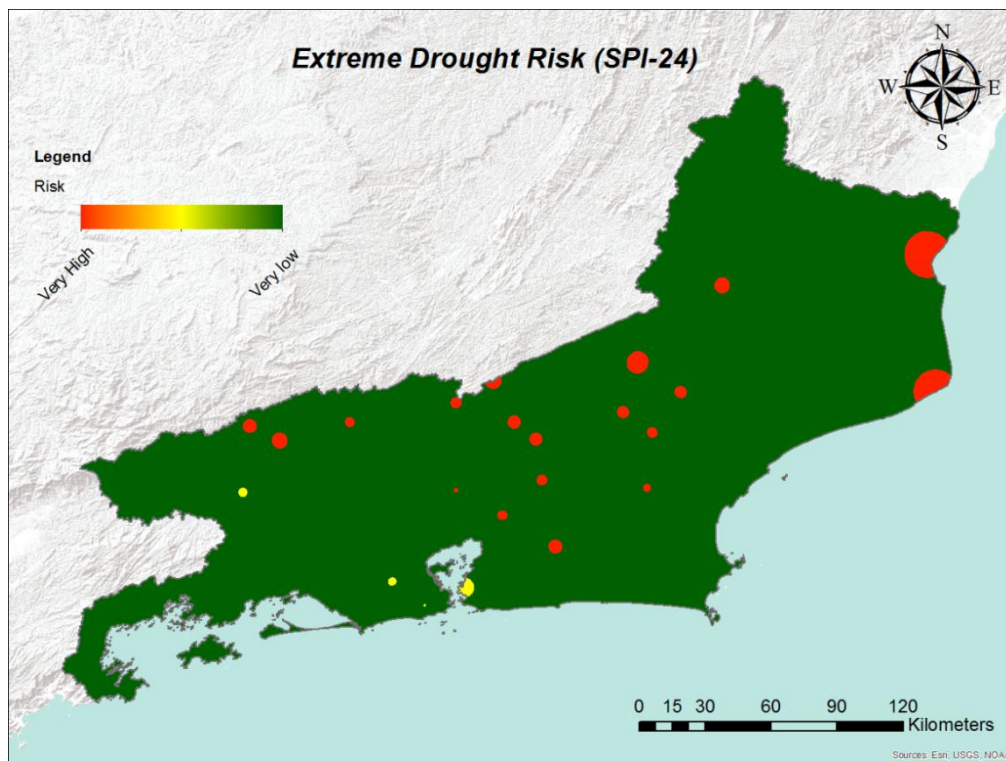 Extreme Drought Risk (SPI-24)
N
W E
S
Legend
Risk
Very High
Very low
0 15 30 60 90 120
Kilometers
Sources: Esri, USGS, NOA